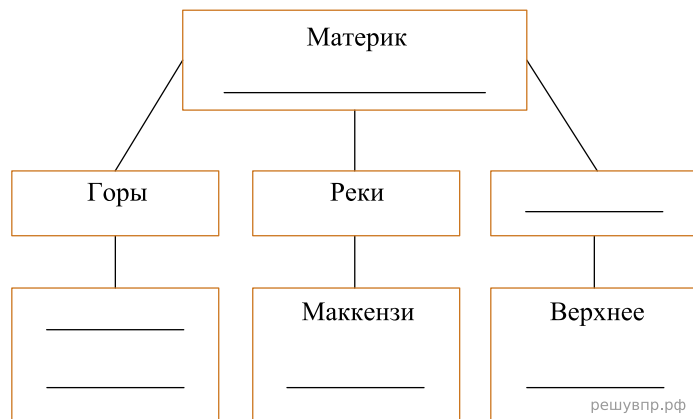 Материк
Горы
Реки
Маккензи
Верхнее
решувпр.рф